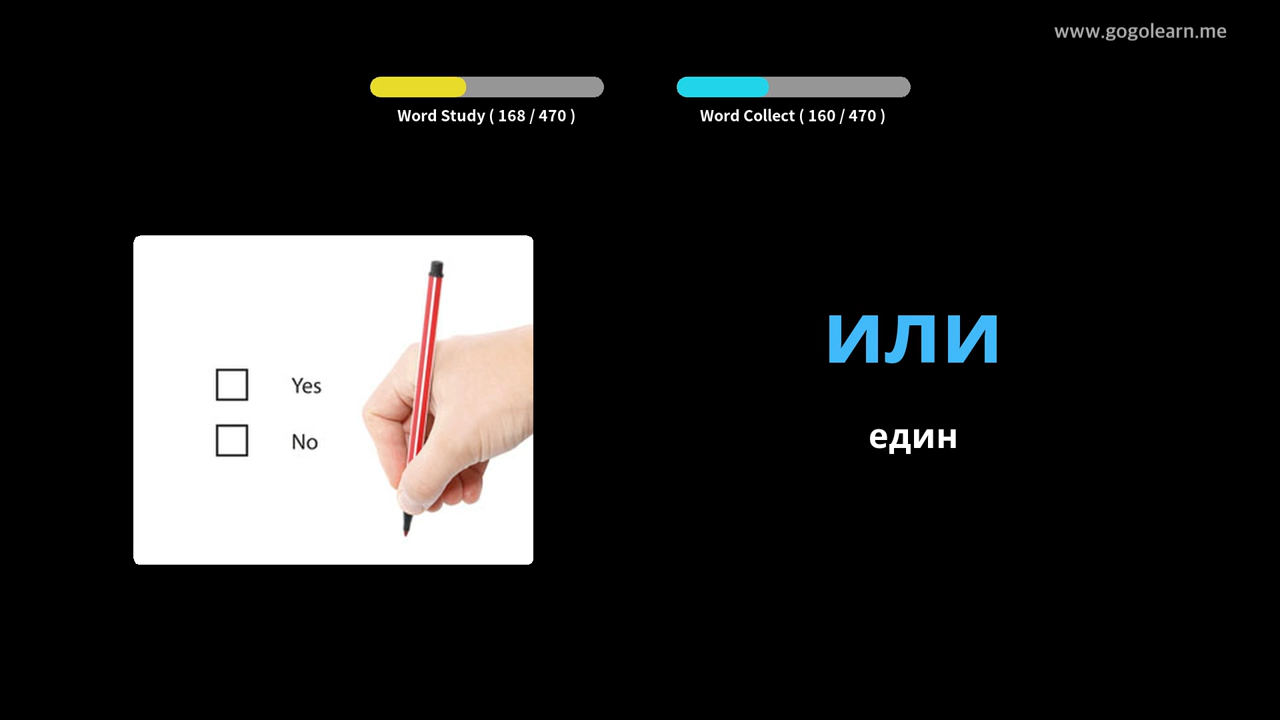 www.gogolearn.me
Word Study ( 168 / 470 )
Word Collect ( 160 / 470 )
Yes
No
или
един